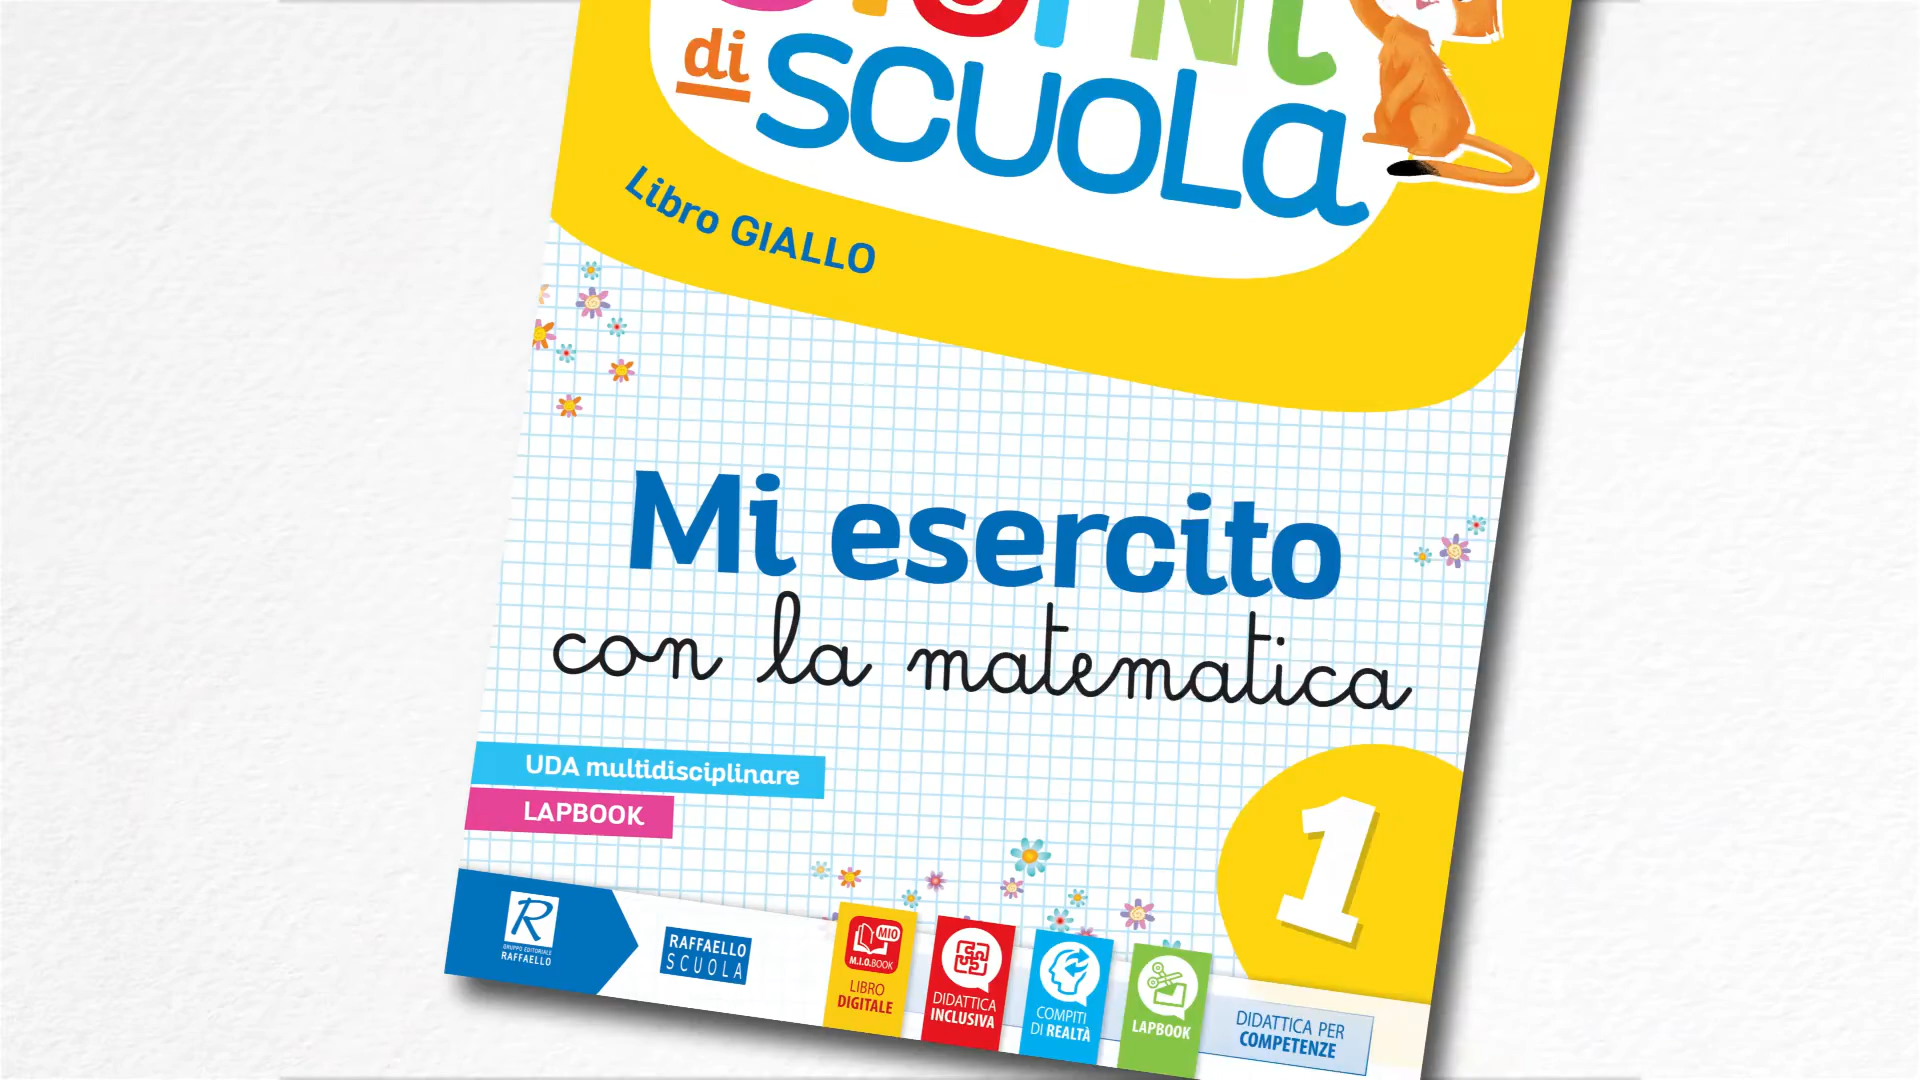 di SCUOLA
Libro GIALLO
Mi esercito
con la matematica
UDA multidisciplinare
LAPBOOK
1
R
GRUPPO EDITORIALE
RAFFAELLO
RAFFAELLO
SCUOLA
MIO
M.I.O.BOOK
LIBRO
DIGITALE
DIDATTICA
INCLUSIVA
COMPITI
DI REALTÀ
LAPBOOK
DIDATTICA PER
COMPETENZE